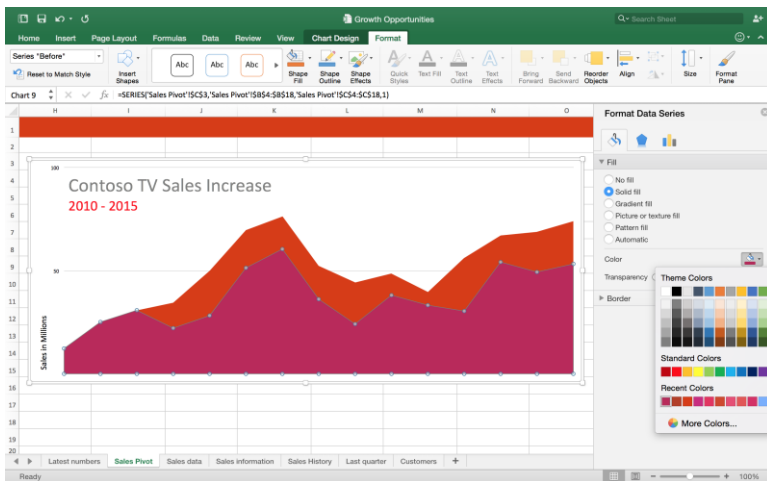 Growth Opportunities
Search Sheet
Home Insert Page Layout Formulas Data Review View Chart Design Format
Series "Before"
Reset to Match Style
Insert Shapes
Abc Abc Abc
Shape Fill
Shape Outline
Shape Effects
Quick Styles
Text Fill
Text Outline
Text Effects
Bring Forward
Send Backward
Reorder Objects
Align
Size
Format Pane
Chart 9 fx =SERIES('Sales Pivot'!$C$3,'Sales Pivot'!$B$4:$B$18,'Sales Pivot'!$C$4:$C$18,1)
H I J K L M N O
1
2
3
4
5
6
7
8
9
10
11
12
13
14
15
16
17
18
19
20
100
Contoso TV Sales Increase
2010 - 2015
50
Sales in Millions
Format Data Series
Fill
No fill
Solid fill
Gradient fill
Picture or texture fill
Pattern fill
Automatic
Color
Transparency
Border
Theme Colors
Standard Colors
Recent Colors
More Colors...
Latest numbers Sales Pivot Sales data Sales information Sales History Last quarter Customers +
Ready
100%